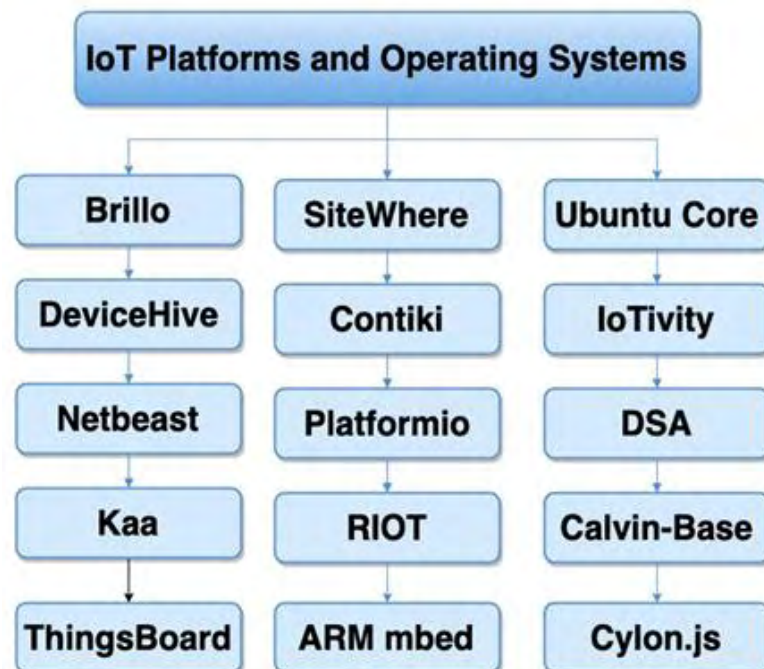 IoT Platforms and Operating Systems
Brillo
SiteWhere
Ubuntu Core
DeviceHive
Contiki
IoTivity
Netbeast
Platformio
DSA
Kaa
RIOT
Calvin-Base
ThingsBoard
ARM mbed
Cylon.js